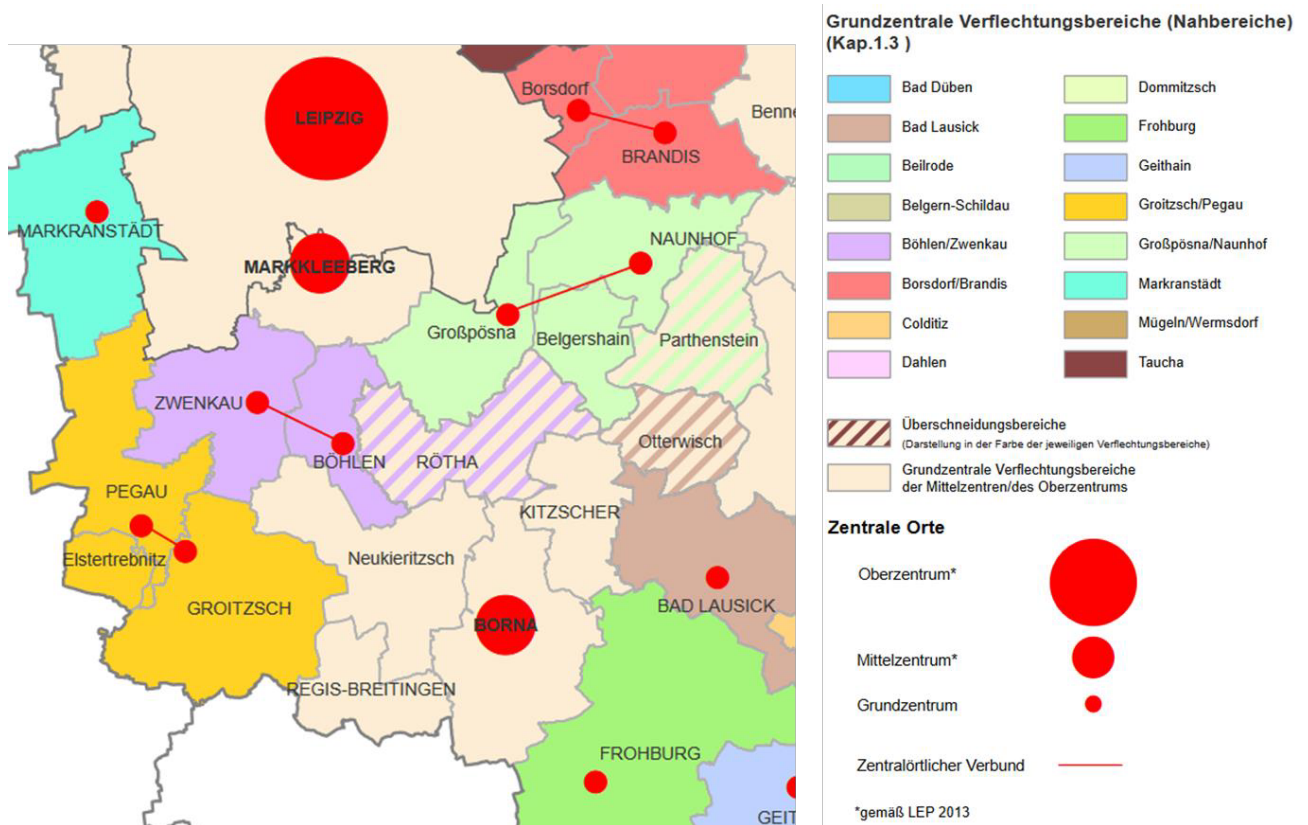 LEIPZIG
Borsdorf
BRANDIS
Benne
MARKRANSTÄDT
MARKKLEEBERG
NAUNHOF
Großpösna
Belgershain
Parthenstein
ZWENKAU
BÖHLEN
RÖTHA
Otterwisch
PEGAU
KITZSCHER
Elstertrebnitz
Neukieritzsch
GROITZSCH
BORNA
BAD LAUSICK
REGIS-BREITINGEN
FROHBURG
GEIT
Grundzentrale Verflechtungsbereiche (Nahbereiche)
(Kap.1.3 )
Bad Düben
Bad Lausick
Beilrode
Belgern-Schildau
Böhlen/Zwenkau
Borsdorf/Brandis
Colditiz
Dahlen
Dommitzsch
Frohburg
Geithain
Groitzsch/Pegau
Großpösna/Naunhof
Markranstädt
Mügeln/Wermsdorf
Taucha
Überschneidungsbereiche
(Darstellung in der Farbe der jeweiligen Verflechtungsbereiche)
Grundzentrale Verflechtungsbereiche
der Mittelzentren/des Oberzentrums
Zentrale Orte
Oberzentrum*
Mittelzentrum*
Grundzentrum
Zentralörtlicher Verbund
*gemäß LEP 2013